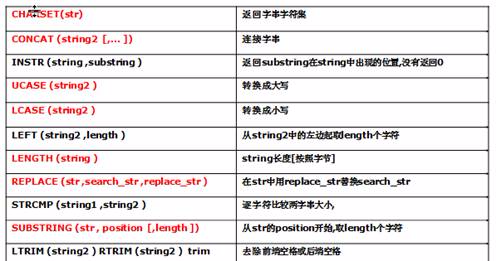 CHARSET(str) 返回字串字符集
CONCAT (string2 [,... ]) 连接字串
INSTR (string ,substring ) 返回substring在string中出现的位置,没有返回0
UCASE (string2 ) 转换成大写
LCASE (string2 ) 转换成小写
LEFT (string2 ,length ) 从string2中的左边起取length个字符
LENGTH (string ) string长度[按照字节]
REPLACE (str ,search_str ,replace_str ) 在str中用replace_str替换search_str
STRCMP (string1 ,string2 ) 逐字符比较两字串大小,
SUBSTRING (str , position [,length ]) 从str的position开始,取length个字符
LTRIM (string2 ) RTRIM (string2 ) trim 去除前端空格或后端空格